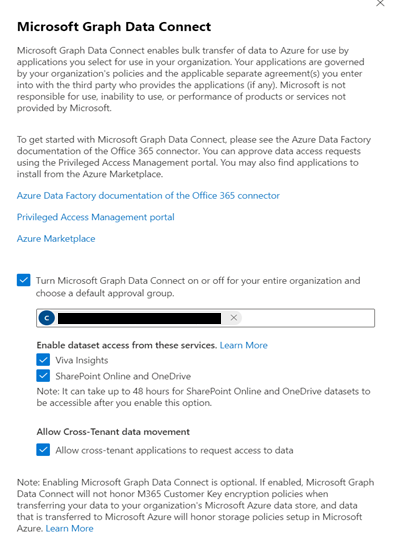 Microsoft Graph Data Connect
Microsoft Graph Data Connect enables bulk transfer of data to Azure for use by
applications you select for use in your organization. Your applications are governed
by your organization's policies and the applicable separate agreement(s) you enter
into with the third party who provides the applications (if any). Microsoft is not
responsible for use, inability to use, or performance of products or services not
provided by Microsoft.
To get started with Microsoft Graph Data Connect, please see the Azure Data Factory
documentation of the Office 365 connector. You can approve data access requests
using the Privileged Access Management portal. You may also find applications to
install from the Azure Marketplace.
Azure Data Factory documentation of the Office 365 connector
Privileged Access Management portal
Azure Marketplace
Turn Microsoft Graph Data Connect on or off for your entire organization and
choose a default approval group.
C
Enable dataset access from these services. Learn More
Viva Insights
SharePoint Online and OneDrive
Note: It can take up to 48 hours for SharePoint Online and OneDrive datasets to
be accessible after you enable this option.
Allow Cross-Tenant data movement
Allow cross-tenant applications to request access to data
Note: Enabling Microsoft Graph Data Connect is optional. If enabled, Microsoft Graph
Data Connect will not honor M365 Customer Key encryption policies when
transferring your data to your organization's Microsoft Azure data store, and data
that is transferred to Microsoft Azure will honor storage policies setup in Microsoft
Azure. Learn More